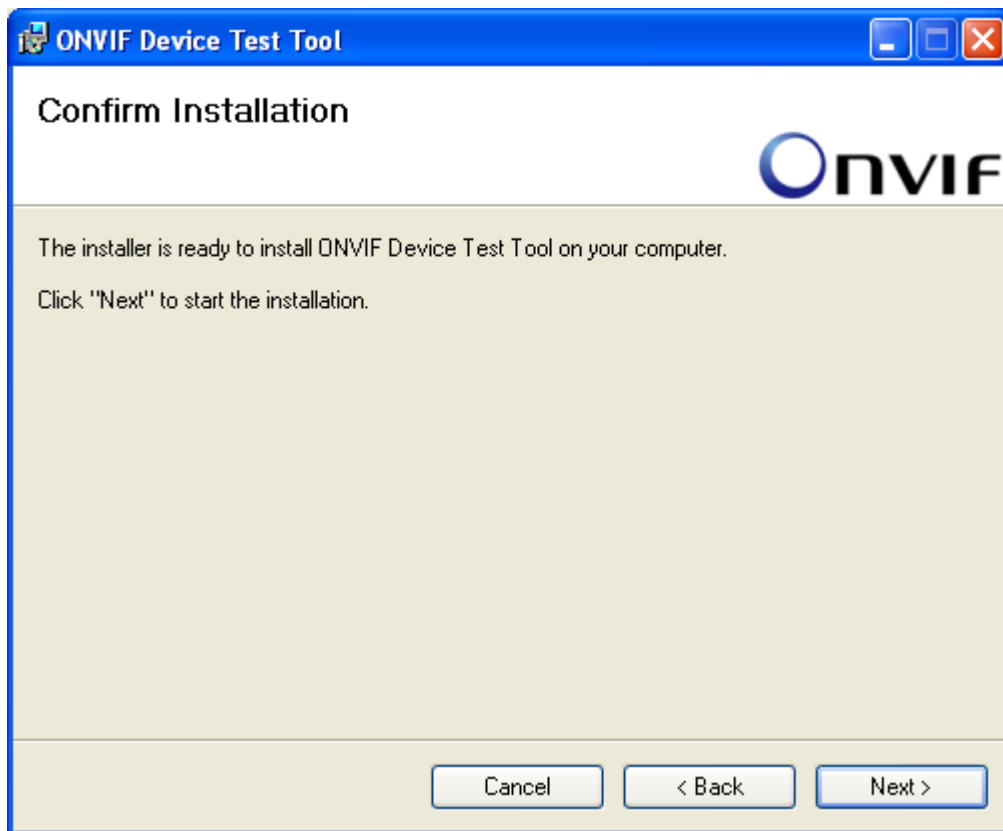 ONVIF Device Test Tool
Confirm Installation
Onvif
The installer is ready to install ONVIF Device Test Tool on your computer.
Click "Next" to start the installation.
Cancel
< Back
Next >